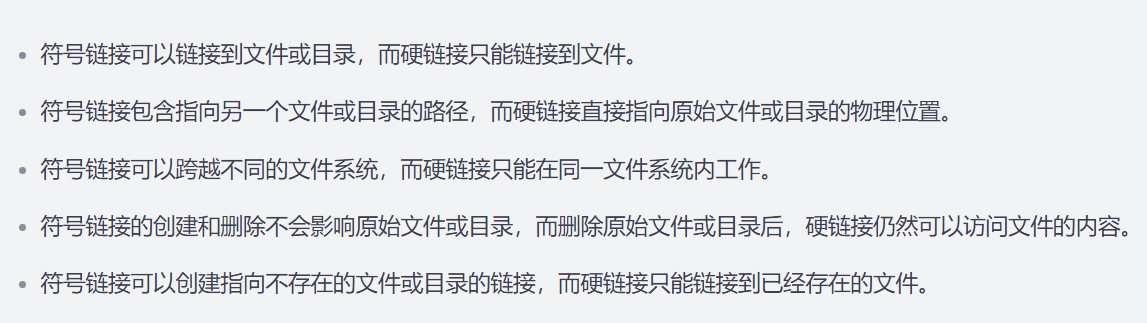 符号链接可以链接到文件或目录，而硬链接只能链接到文件。
符号链接包含指向另一个文件或目录的路径，而硬链接直接指向原始文件或目录的物理位置。
符号链接可以跨越不同的文件系统，而硬链接只能在同一文件系统内工作。
符号链接的创建和删除不会影响原始文件或目录，而删除原始文件或目录后，硬链接仍然可以访问文件的内容。
符号链接可以创建指向不存在的文件或目录的链接，而硬链接只能链接到已经存在的文件。